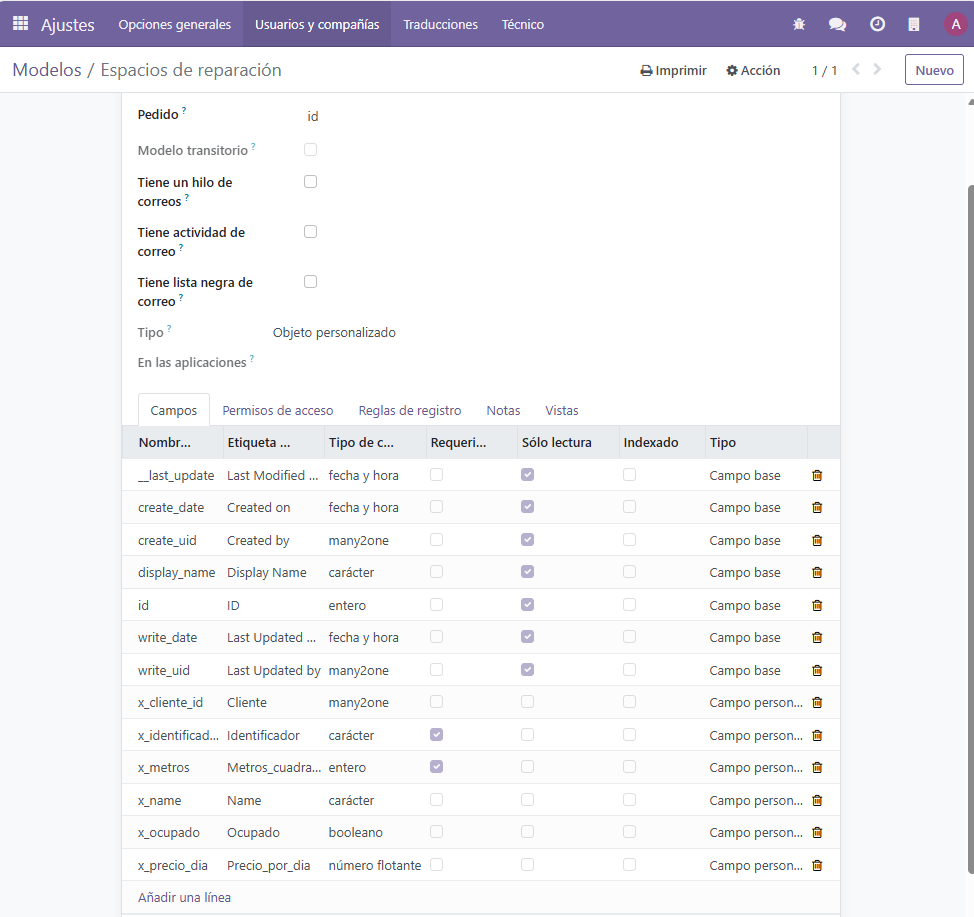 Ajustes Opciones generales Usuarios y compañías Traducciones Técnico A
Modelos / Espacios de reparación Imprimir Acción 1 / 1 Nuevo
Pedido ? id
Modelo transitorio ?
Tiene un hilo de
correos ?
Tiene actividad de
correo ?
Tiene lista negra de
correo ?
Tipo ? Objeto personalizado
En las aplicaciones ?
Campos Permisos de acceso Reglas de registro Notas Vistas
Nombr... Etiqueta ... Tipo de c... Requeri... Sólo lectura Indexado Tipo
__last_update Last Modified ... fecha y hora Campo base
create_date Created on fecha y hora Campo base
create_uid Created by many2one Campo base
display_name Display Name carácter Campo base
id ID entero Campo base
write_date Last Updated ... fecha y hora Campo base
write_uid Last Updated by many2one Campo base
x_cliente_id Cliente many2one Campo person...
x_identificad... Identificador carácter Campo person...
x_metros Metros_cuadra... entero Campo person...
x_name Name carácter Campo person...
x_ocupado Ocupado booleano Campo person...
x_precio_dia Precio_por_dia número flotante Campo person...
Añadir una línea